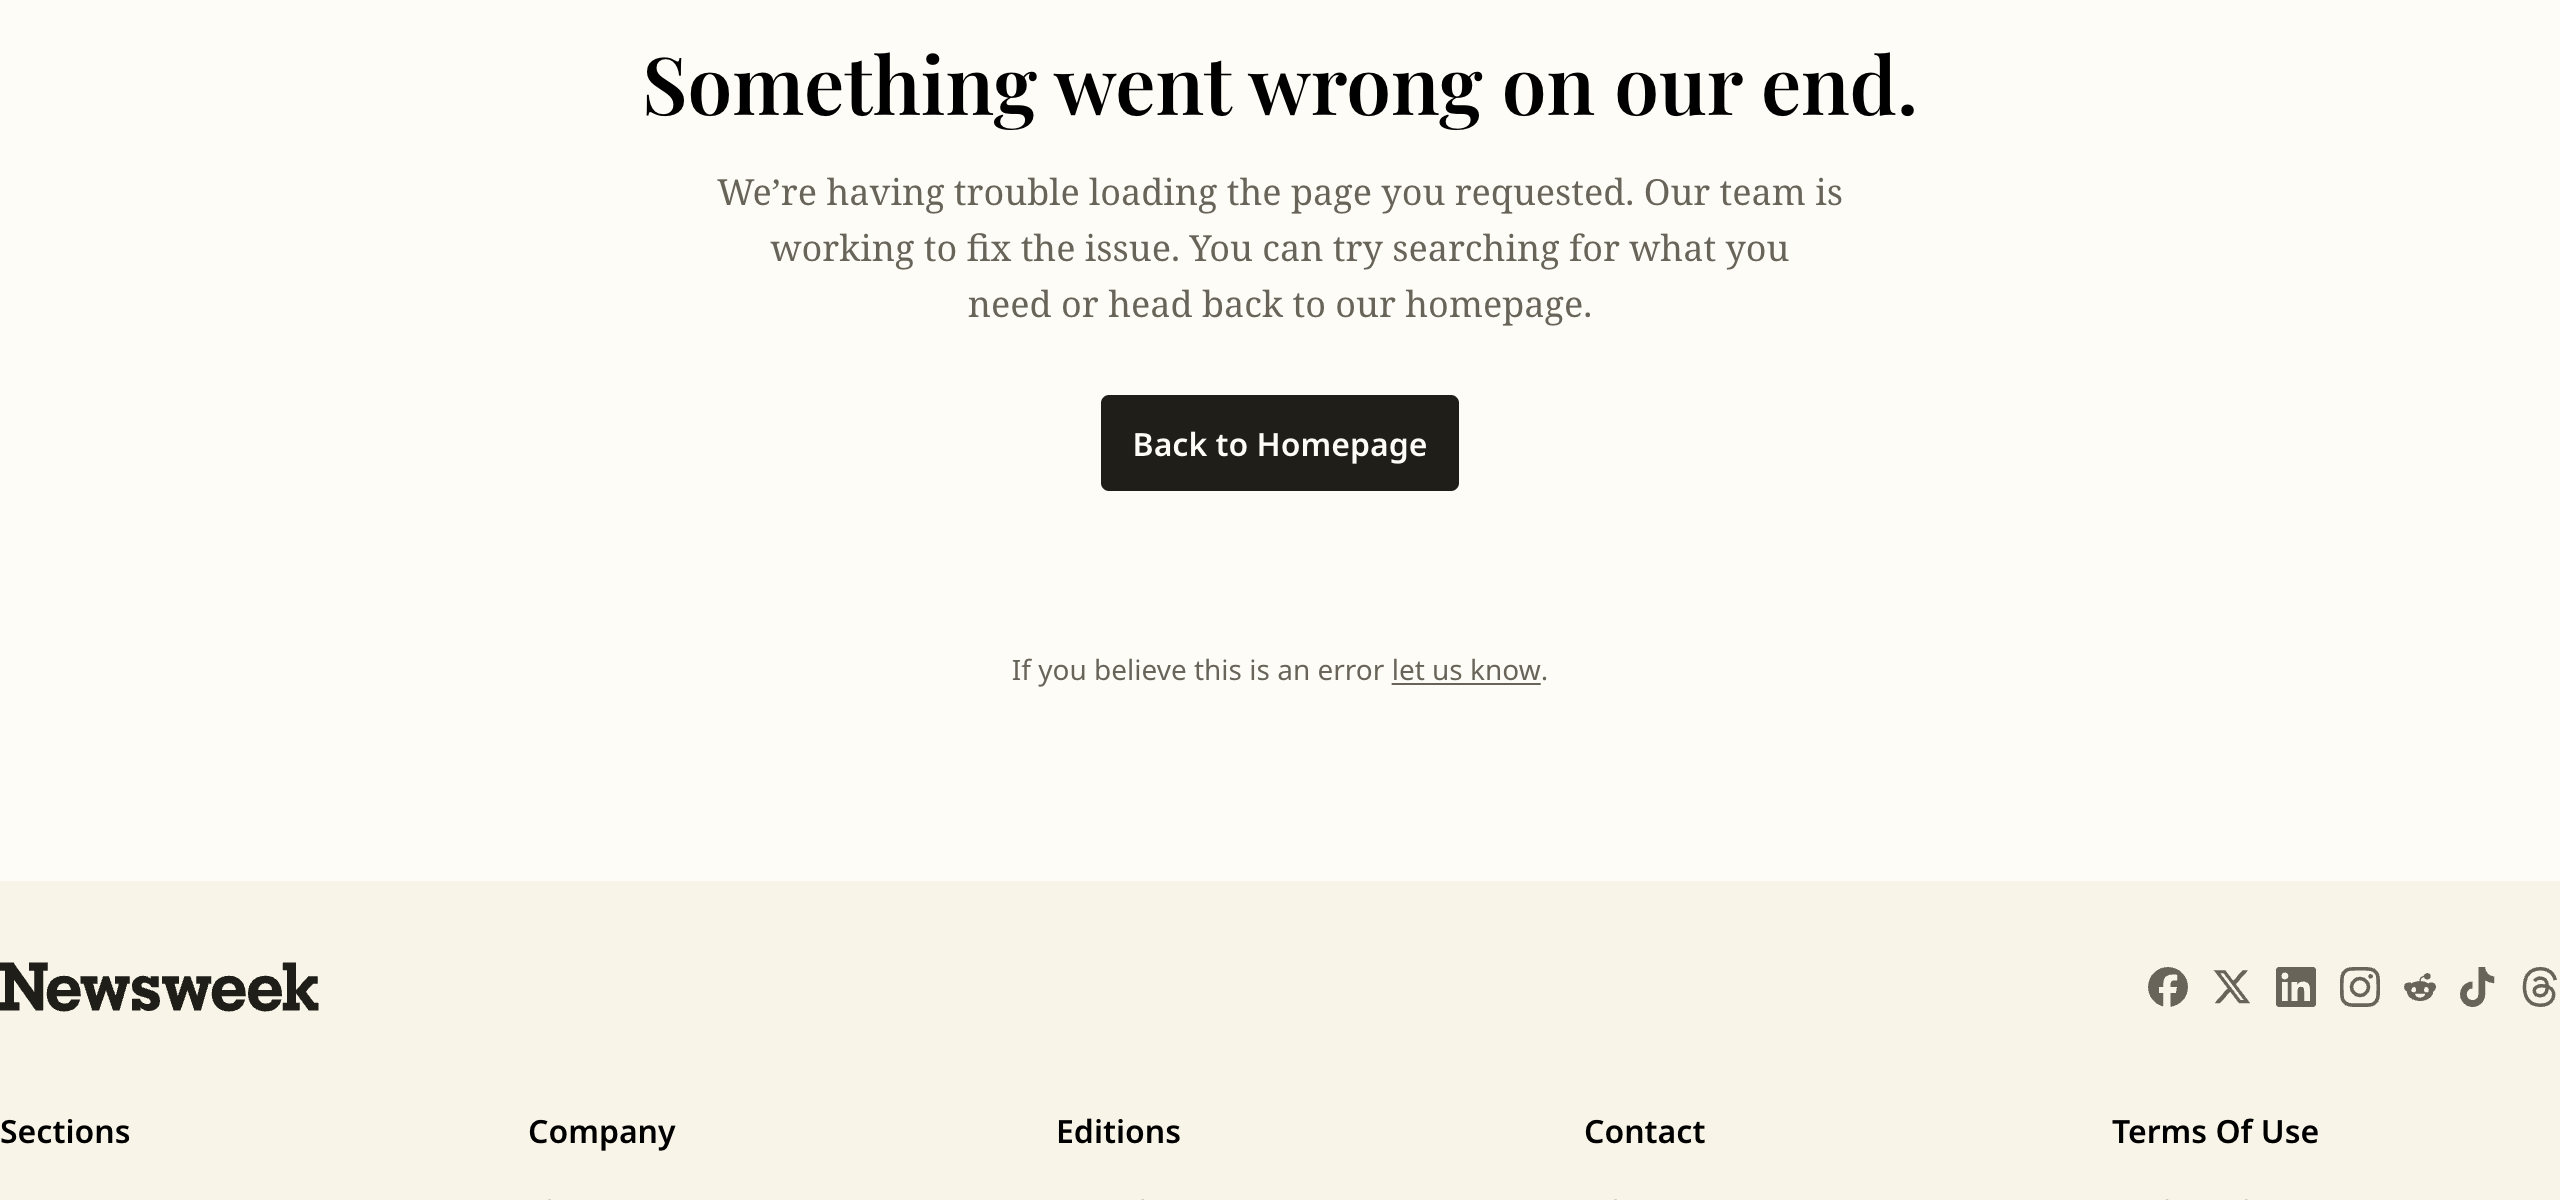 Something went wrong on our end.
We’re having trouble loading the page you requested. Our team is
working to fix the issue. You can try searching for what you
need or head back to our homepage.
Back to Homepage
If you believe this is an error let us know.
Newsweek
Sections
Company
Editions
Contact
Terms Of Use